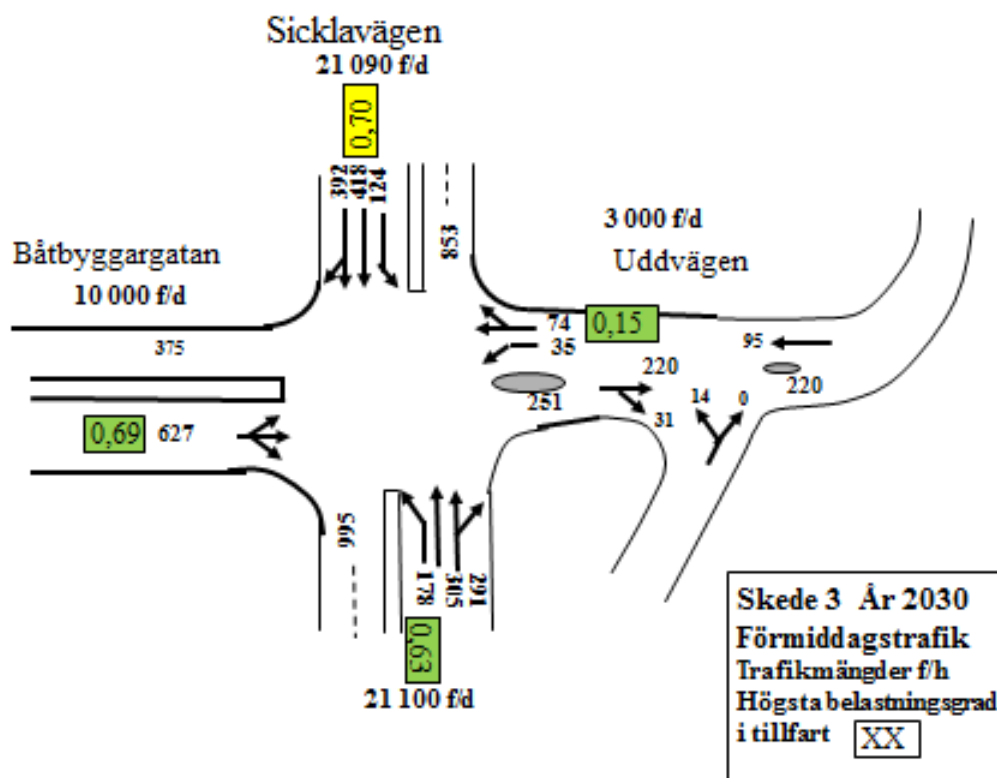 Sicklavägen
21 090 f/d
0,70
392
418
124
853
3 000 f/d
Uddvägen
Båtbyggargatan
10 000 f/d
375
74
0,15
35
95
220
220
251
14
0
31
0,69
627
995
178
305
291
0,63
21 100 f/d
Skede 3 År 2030
Förmiddagstrafik
Trafikmängder f/h
Högsta belastningsgrad
i tillfart XX